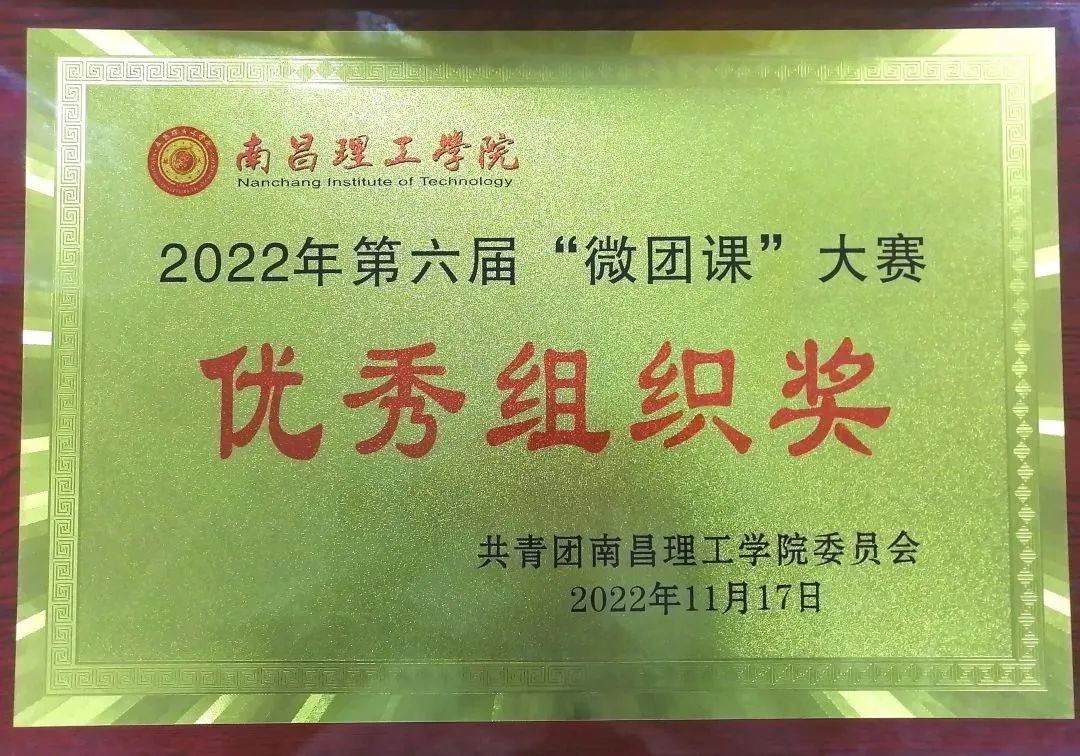 南昌理工學院
Nanchang Institute of Technology
2022年第六届“微团课”大赛
优秀组织奖
共青团南昌理工学院委员会
2022年11月17日